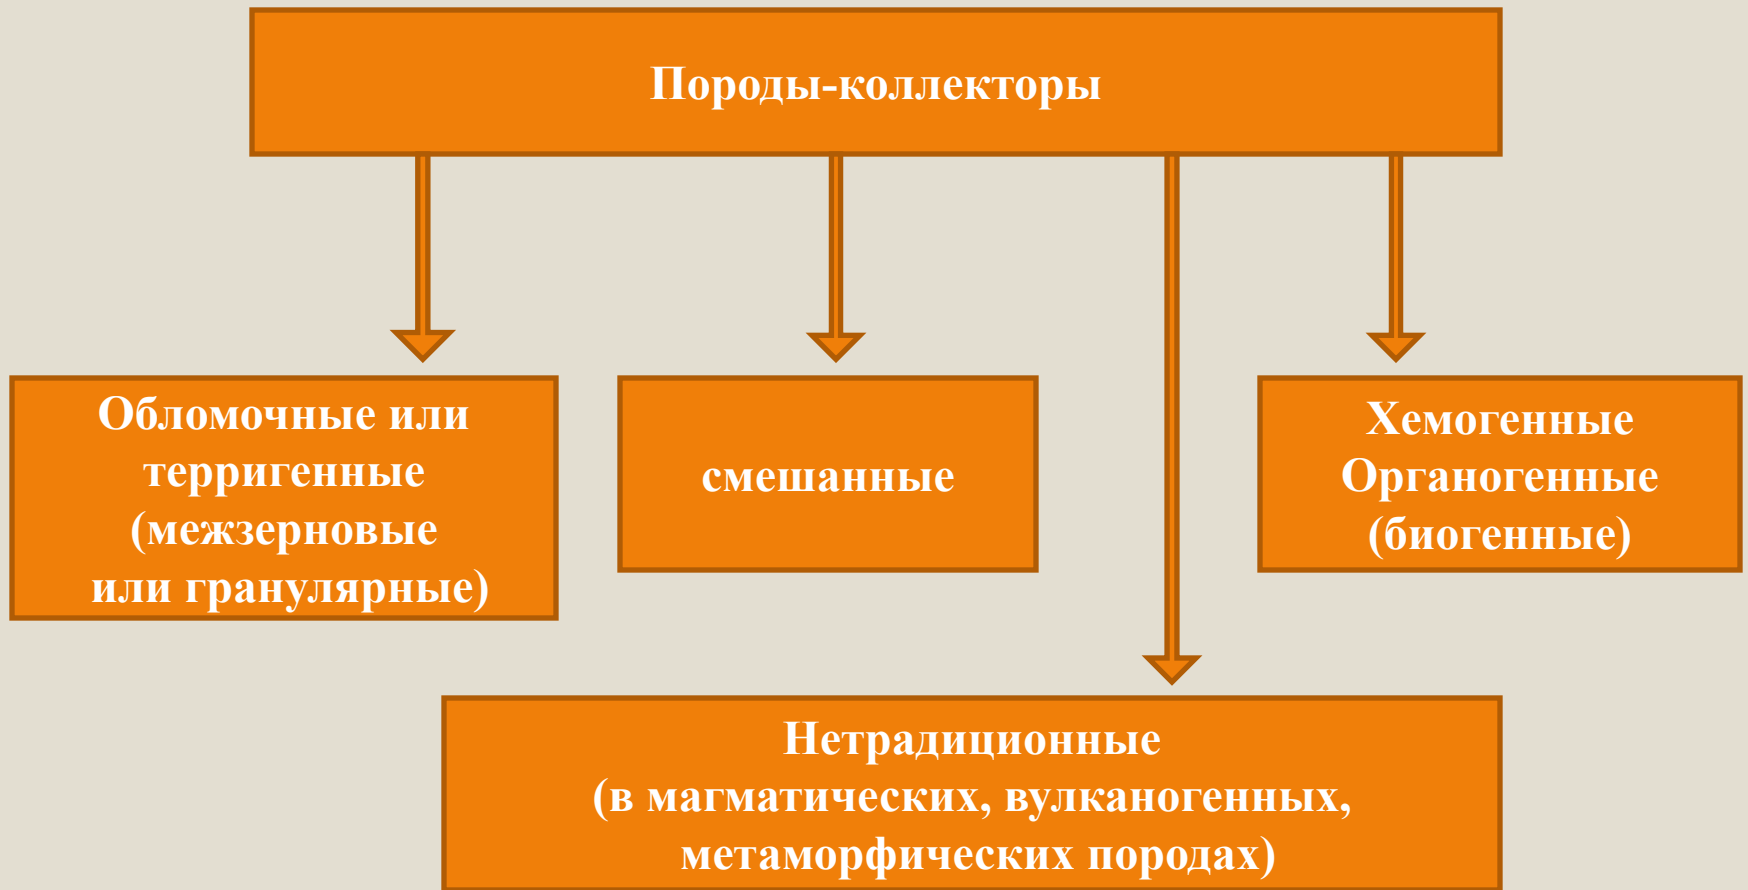 Породы-коллекторы
Обломочные или
терригенные
(межзерновые
или гранулярные)
смешанные
Хемогенные
Органогенные
(биогенные)
Нетрадиционные
(в магматических, вулканогенных,
метаморфических породах)